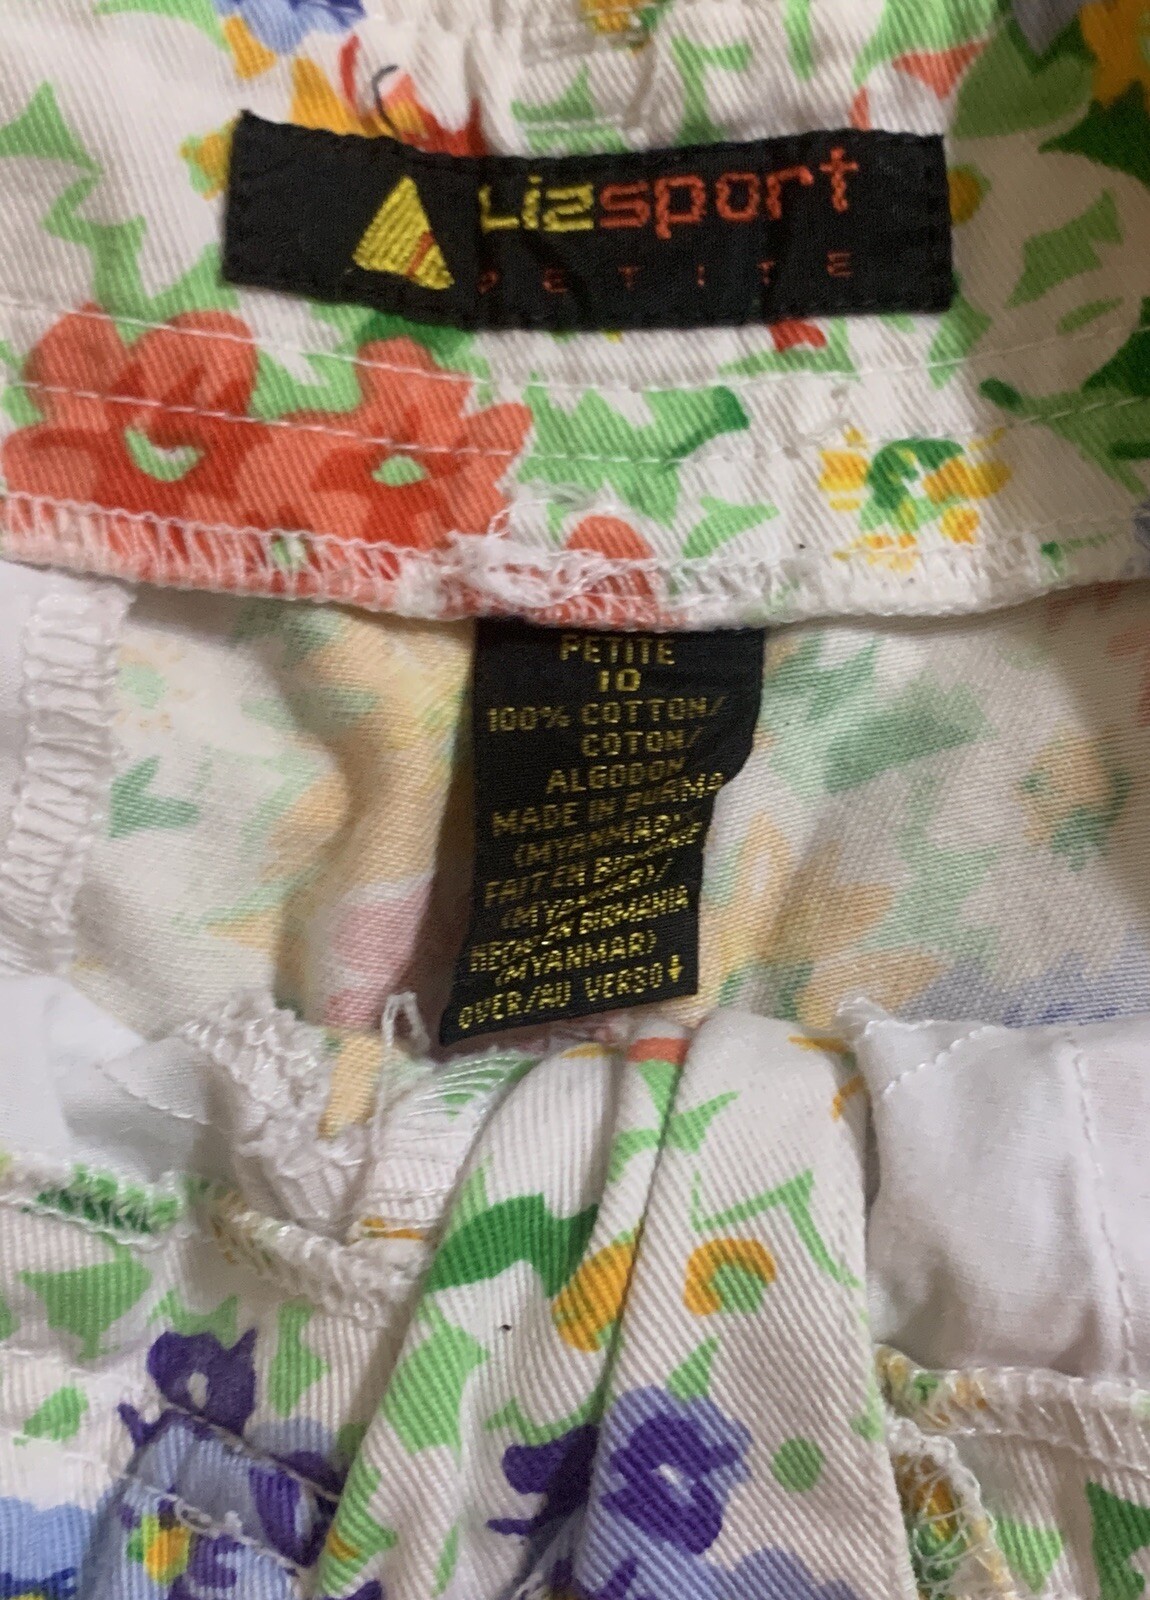 Lizsport
PETITE
PETITE
10
100% COTTON/
COTON/
ALGODON
MADE IN BURMA
(MYANMAR)/
FAIT EN BIRMANIE
(MYANMAR)/
HECHO EN BIRMANIA
(MYANMAR)
OVER/AU VERSO